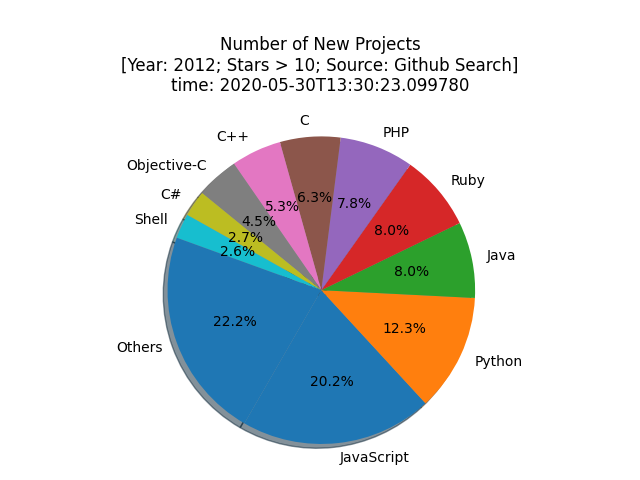 Number of New Projects
[Year: 2012; Stars > 10; Source: Github Search]
time: 2020-05-30T13:30:23.099780
C
PHP
C++
Ruby
Objective-C
C#
Shell
Java
Others
Python
JavaScript
6.3%
7.8%
5.3%
4.5%
8.0%
2.7%
2.6%
8.0%
22.2%
12.3%
20.2%